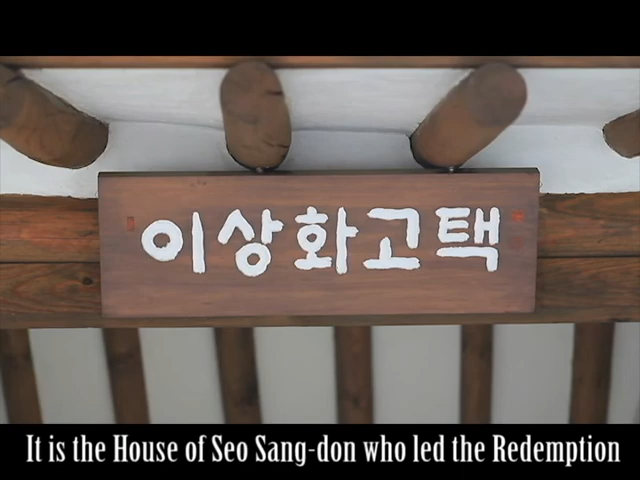 이상화고택
It is the House of Seo Sang-don who led the Redemption